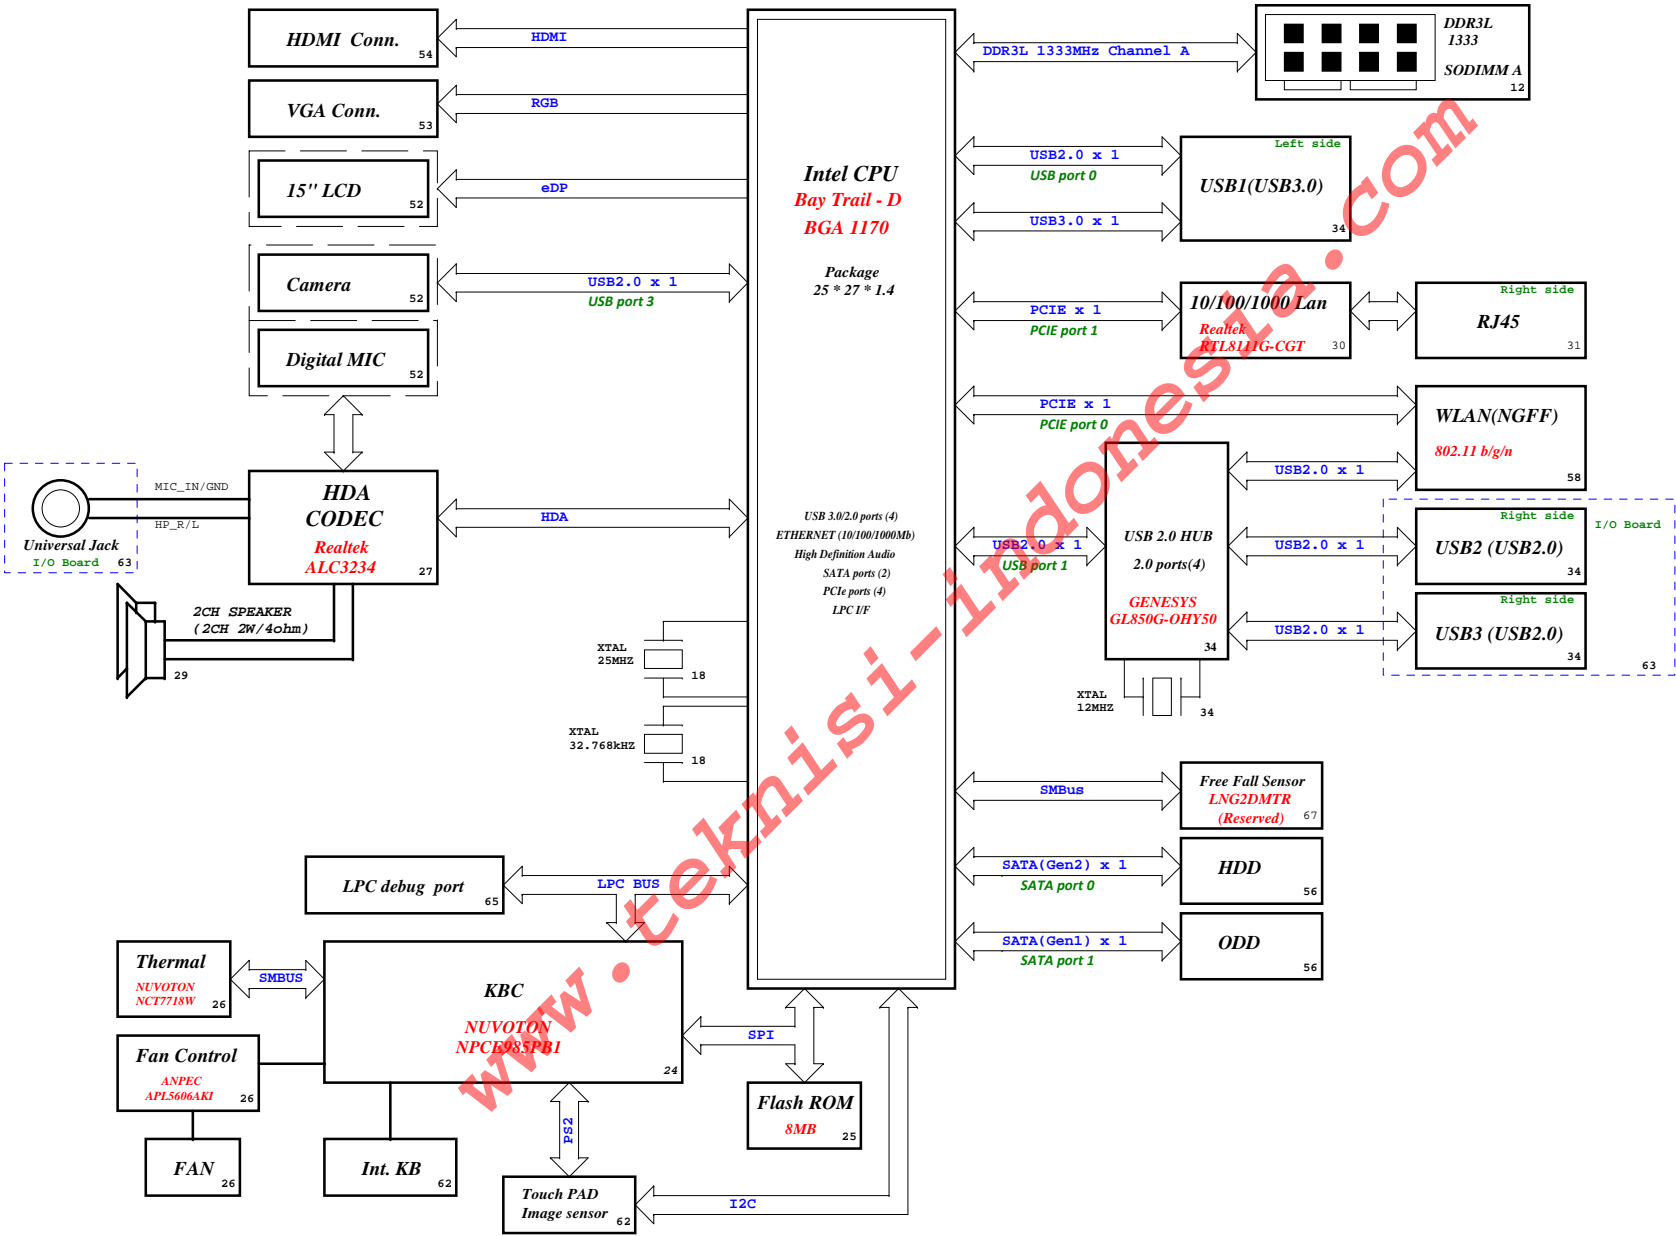 HDMI Conn.
54
HDMI
VGA Conn.
53
RGB
15" LCD
52
eDP
Camera
52
USB2.0 x 1
USB port 3
Digital MIC
52
MIC_IN/GND
HP_R/L
Universal Jack
I/O Board
63
HDA
CODEC
Realtek
ALC3234
27
HDA
2CH SPEAKER
(2CH 2W/4ohm)
29
XTAL
25MHZ
18
XTAL
32.768kHZ
18
LPC debug port
65
LPC BUS
Thermal
NUVOTON
NCT7718W
26
SMBUS
KBC
NUVOTON
NPCE985PB1
24
Fan Control
ANPEC
APL5606AKI
26
FAN
26
Int. KB
62
PS2
Touch PAD
Image sensor
62
I2C
SPI
Flash ROM
8MB
25
Intel CPU
Bay Trail - D
BGA 1170
Package
25 * 27 * 1.4
USB 3.0/2.0 ports (4)
ETHERNET (10/100/1000Mb)
High Definition Audio
SATA ports (2)
PCIe ports (4)
LPC I/F
DDR3L 1333MHz Channel A
DDR3L
1333
SODIMM A
12
USB2.0 x 1
USB port 0
USB3.0 x 1
Left side
USB1(USB3.0)
34
PCIE x 1
PCIE port 1
10/100/1000 Lan
Realtek
RTL8111G-CGT
30
Right side
RJ45
31
PCIE x 1
PCIE port 0
WLAN(NGFF)
802.11 b/g/n
58
USB2.0 x 1
USB2.0 x 1
USB port 1
USB 2.0 HUB
2.0 ports(4)
GENESYS
GL850G-OHY50
34
USB2.0 x 1
Right side
USB2 (USB2.0)
34
I/O Board
USB2.0 x 1
Right side
USB3 (USB2.0)
34
63
XTAL
12MHZ
34
SMBus
Free Fall Sensor
LNG2DMTR
(Reserved)
67
SATA(Gen2) x 1
SATA port 0
HDD
56
SATA(Gen1) x 1
SATA port 1
ODD
56
www.teknisi-indonesia.com